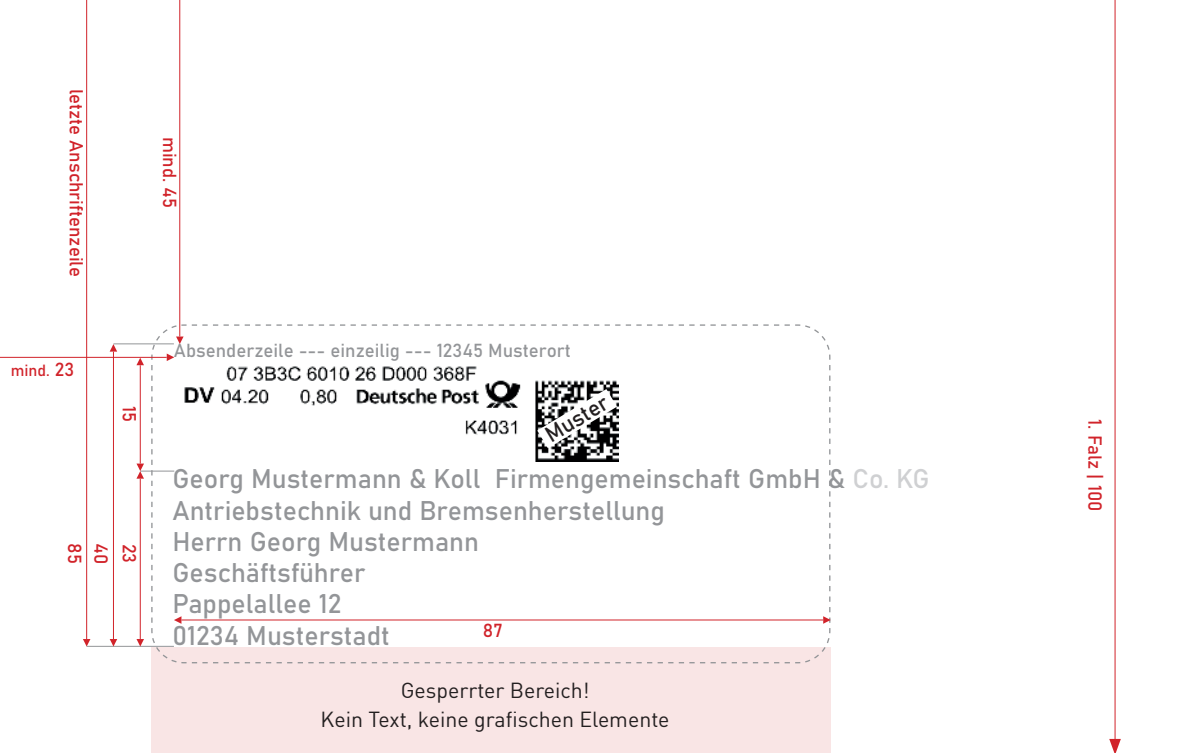 letzte Anschriftenzeile
mind. 45
Absenderzeile --- einzeilig --- 12345 Musterort
mind. 23
07 3B3C 6010 26 D000 368F
DV 04.20 0,80 Deutsche Post
Muster
K4031
15
1. Falz | 100
Georg Mustermann & Koll Firmengemeinschaft GmbH & Co. KG
Antriebstechnik und Bremsenherstellung
Herrn Georg Mustermann
85
40
23
Geschäftsführer
Pappelallee 12
87
01234 Musterstadt
Gesperrter Bereich!
Kein Text, keine grafischen Elemente